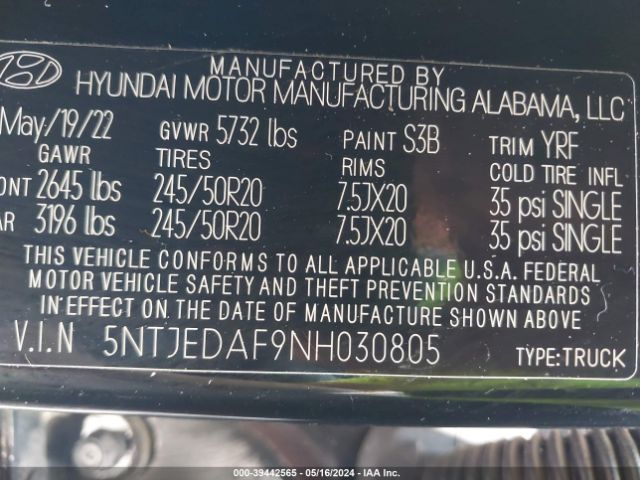 MANUFACTURED BY
HYUNDAI MOTOR MANUFACTURING ALABAMA, LLC
May/19/22 GVWR 5732 lbs PAINT S3B TRIM YRF
GAWR TIRES RIMS COLD TIRE INFL
ONT 2645 lbs 245/50R20 7.5JX20 35 psi SINGLE
AR 3196 lbs 245/50R20 7.5JX20 35 psi SINGLE
THIS VEHICLE CONFORMS TO ALL APPLICABLE U.S.A. FEDERAL
MOTOR VEHICLE SAFETY AND THEFT PREVENTION STANDARDS
IN EFFECT ON THE DATE OF MANUFACTURE SHOWN ABOVE.
V.I.N 5NTJEDAF9NH030805 TYPE:TRUCK
000-39442565 - 05/16/2024 - IAA Inc.